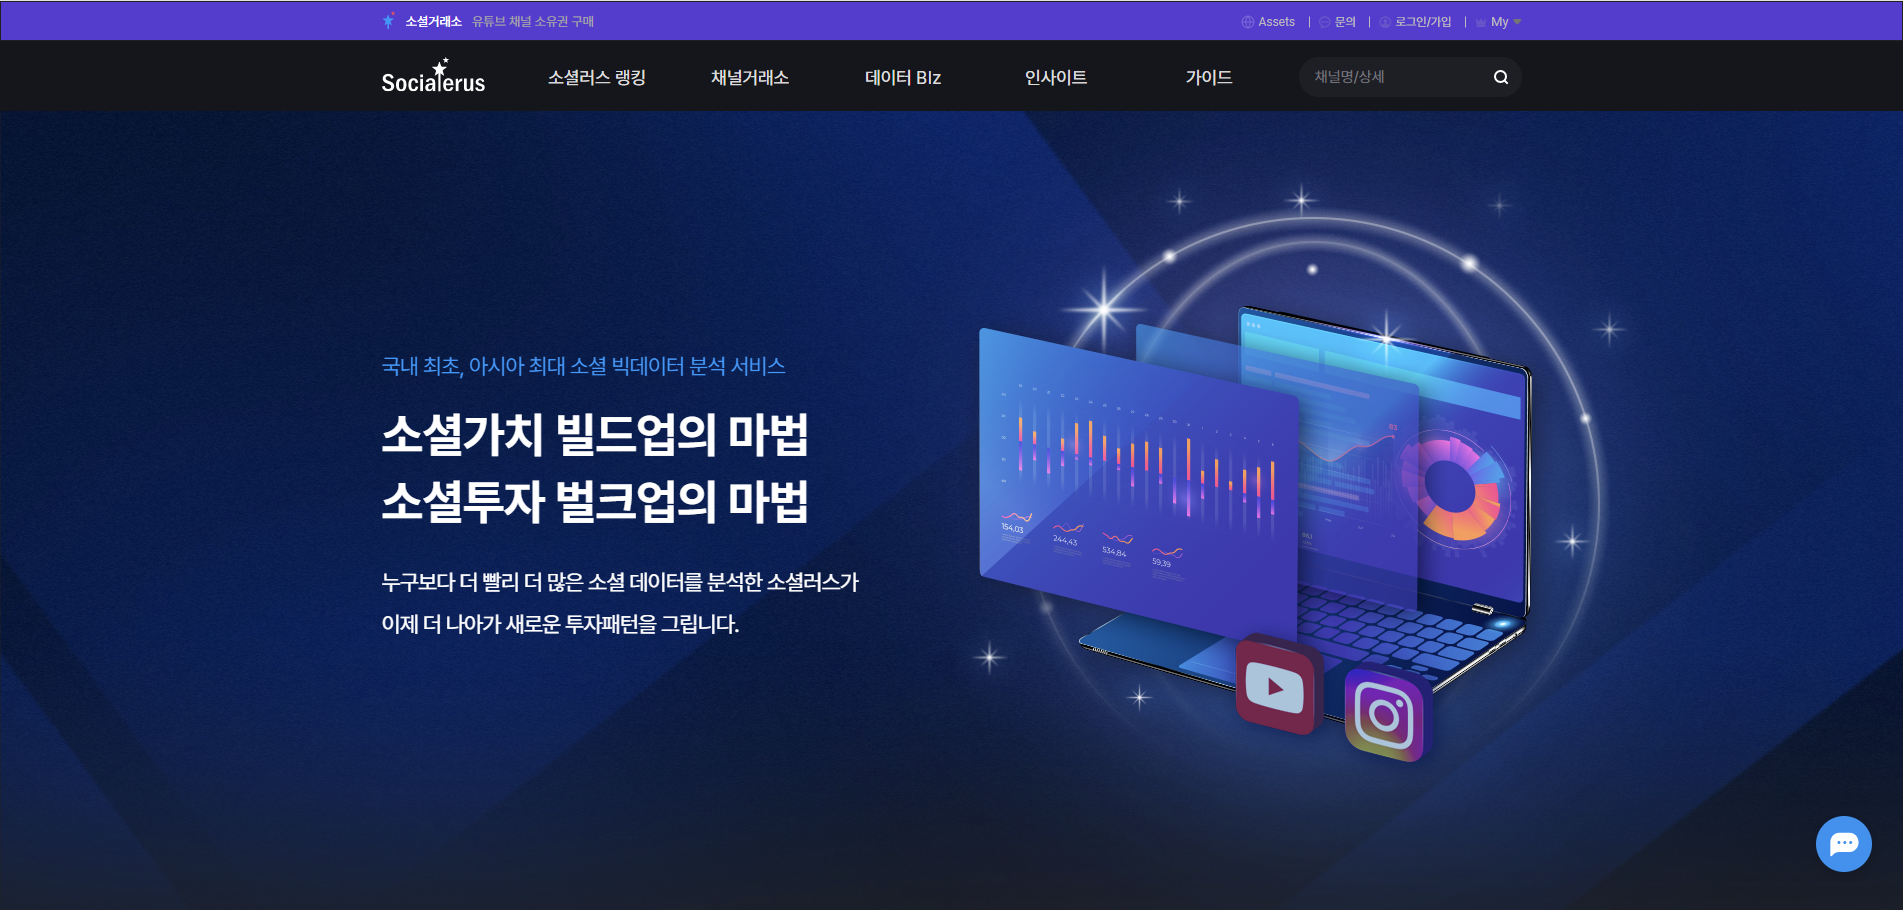 소셜거래소 유튜브 채널 소유권 구매
Assets | 문의 | 로그인/가입 | My
Socialerus
소셜러스 랭킹
채널거래소
데이터 BIz
인사이트
가이드
채널명/상세
국내 최초, 아시아 최대 소셜 빅데이터 분석 서비스
소셜가치 빌드업의 마법
소셜투자 벌크업의 마법
누구보다 더 빨리 더 많은 소셜 데이터를 분석한 소셜러스가
이제 더 나아가 새로운 투자패턴을 그립니다.
154,03
244,43
534,84
59,39